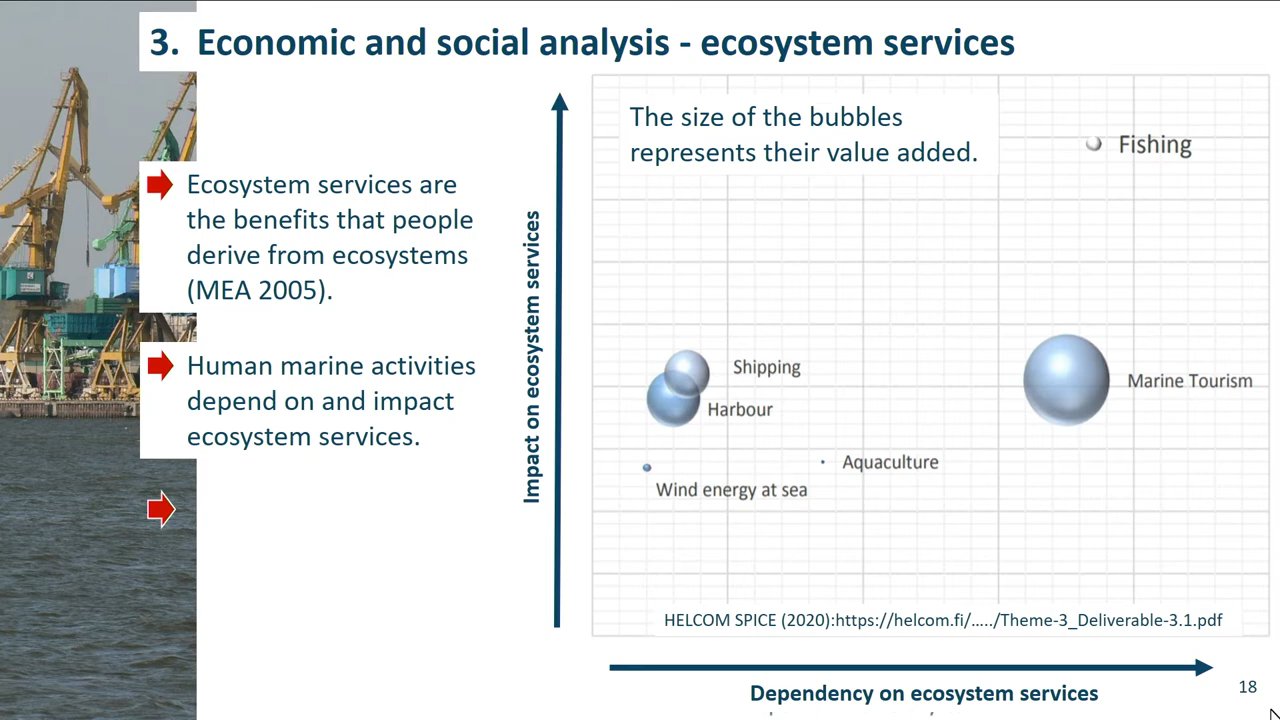 3. Economic and social analysis - ecosystem services
Ecosystem services are
the benefits that people
derive from ecosystems
(MEA 2005).
Human marine activities
depend on and impact
ecosystem services.
Impact on ecosystem services
The size of the bubbles
represents their value added.
Fishing
Shipping
Harbour
Marine Tourism
Aquaculture
Wind energy at sea
HELCOM SPICE (2020):https://helcom.fi/…../Theme-3_Deliverable-3.1.pdf
Dependency on ecosystem services
18